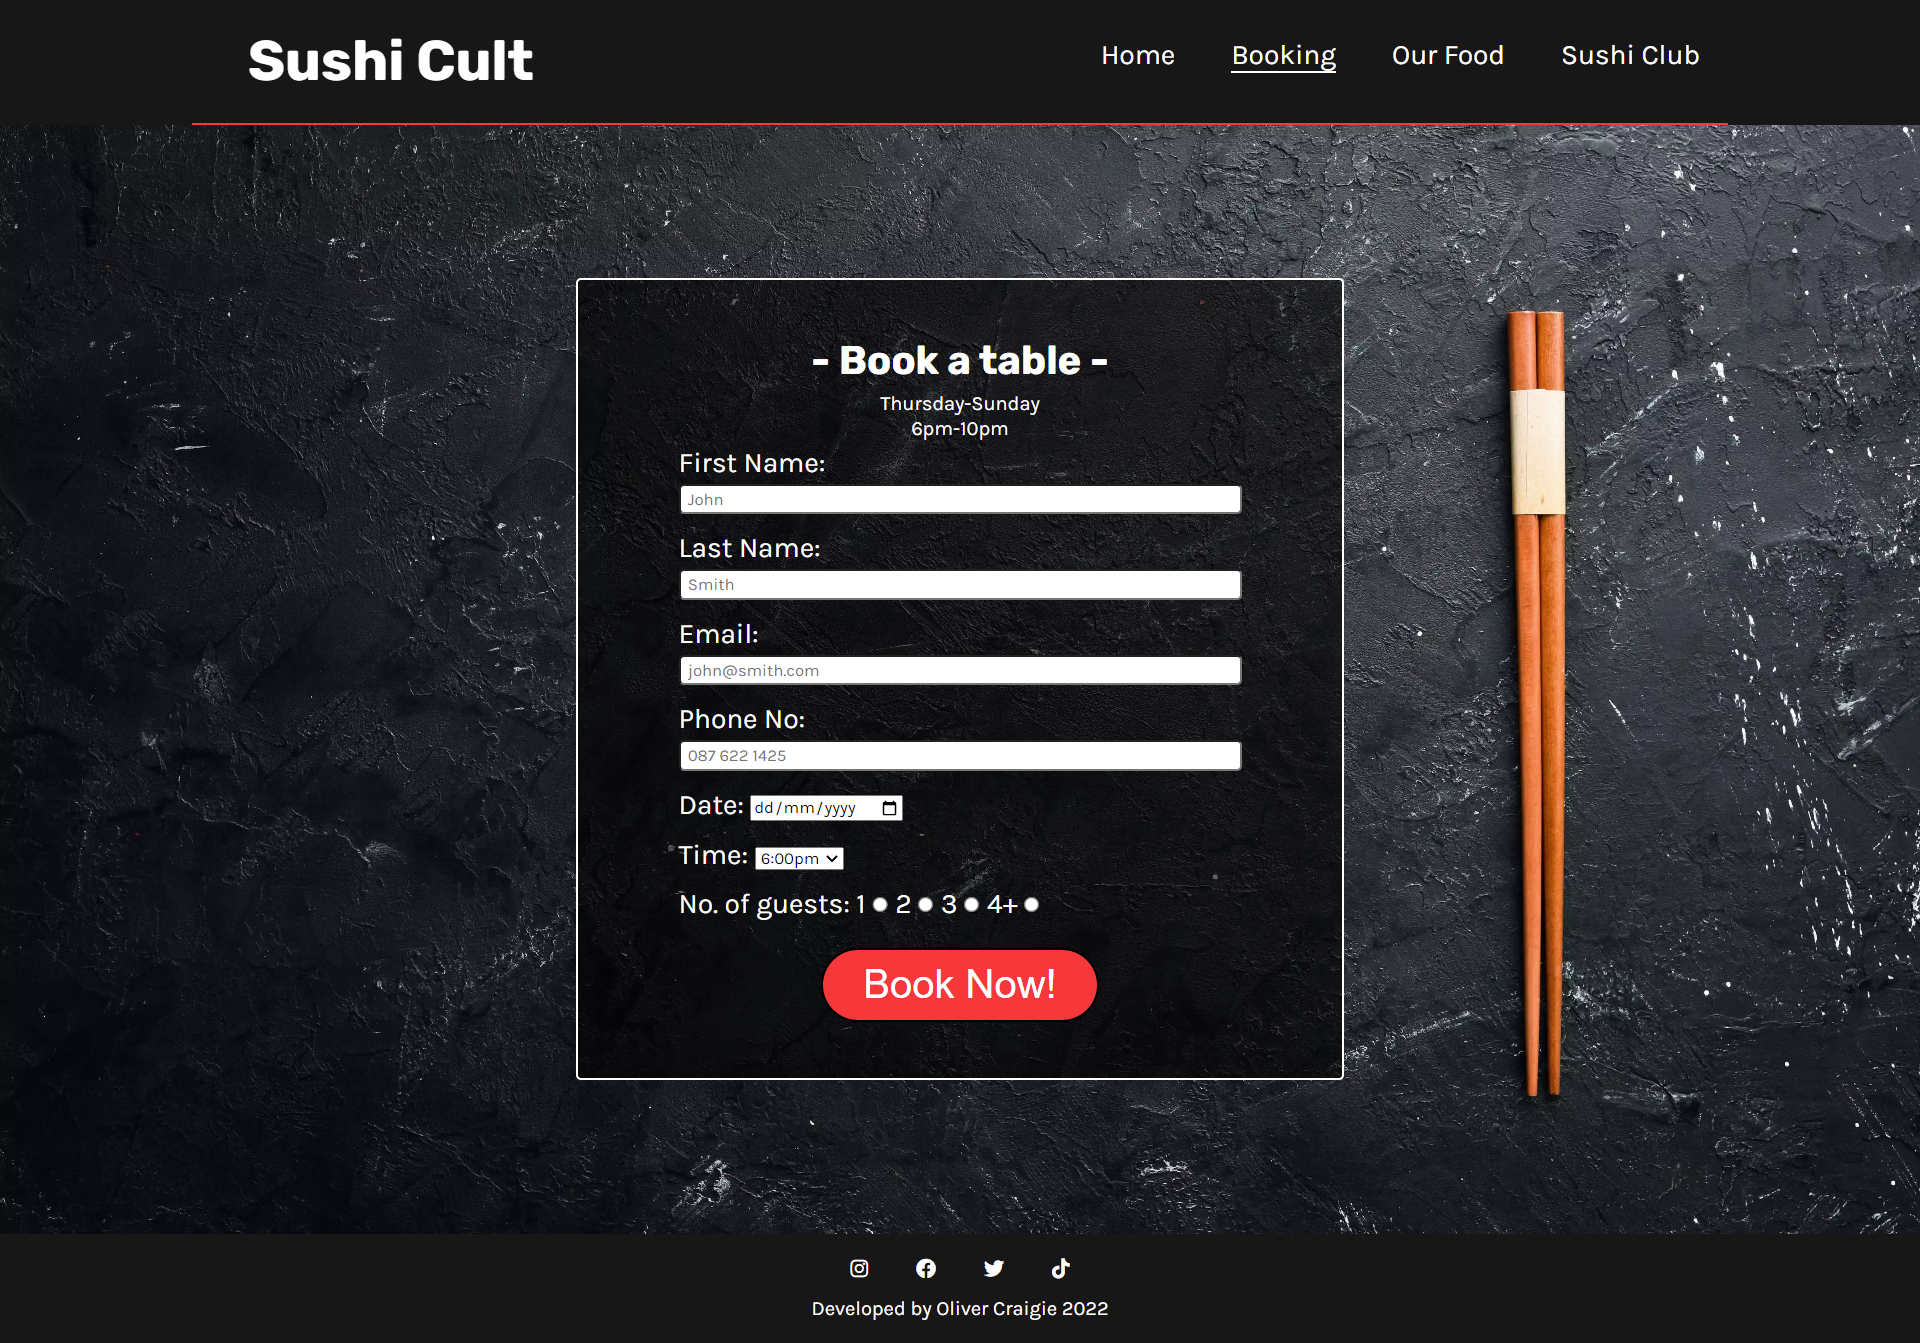 Sushi Cult
Home Booking Our Food Sushi Club
- Book a table -
Thursday-Sunday
6pm-10pm
First Name:
John
Last Name:
Smith
Email:
john@smith.com
Phone No:
087 622 1425
Date: dd/mm/yyyy
Time: 6:00pm
No. of guests: 1 2 3 4+
Book Now!
Developed by Oliver Craigie 2022